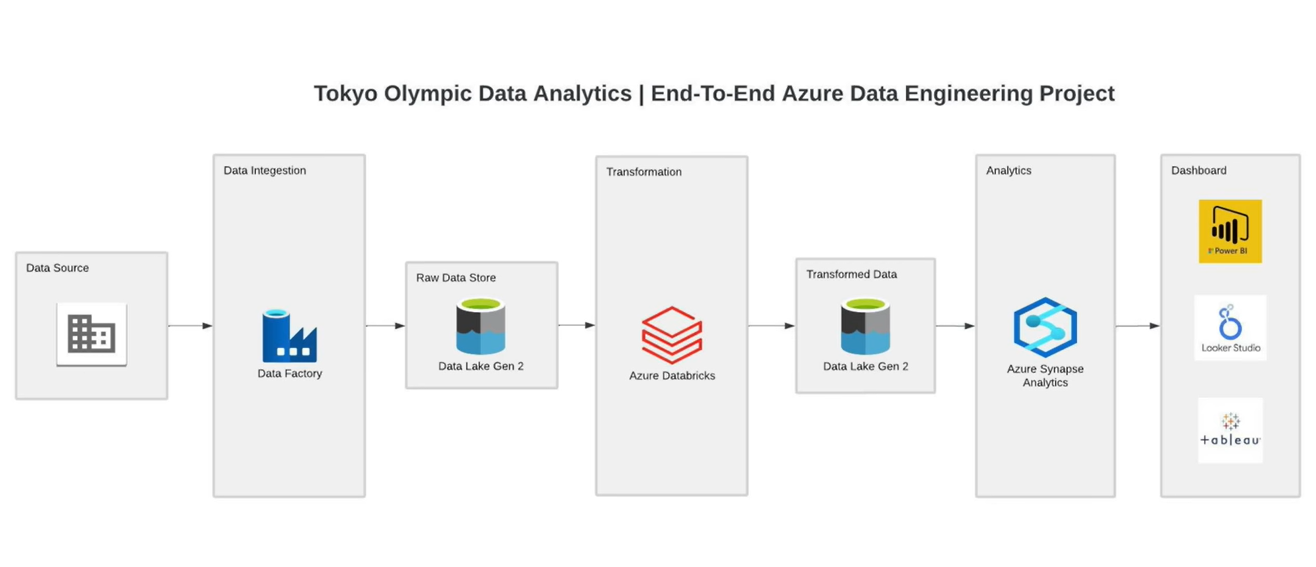 Tokyo Olympic Data Analytics | End-To-End Azure Data Engineering Project
Data Source
Data Integestion
Data Factory
Raw Data Store
Data Lake Gen 2
Transformation
Azure Databricks
Transformed Data
Data Lake Gen 2
Analytics
Azure Synapse
Analytics
Dashboard
Power BI
Looker Studio
+ableau